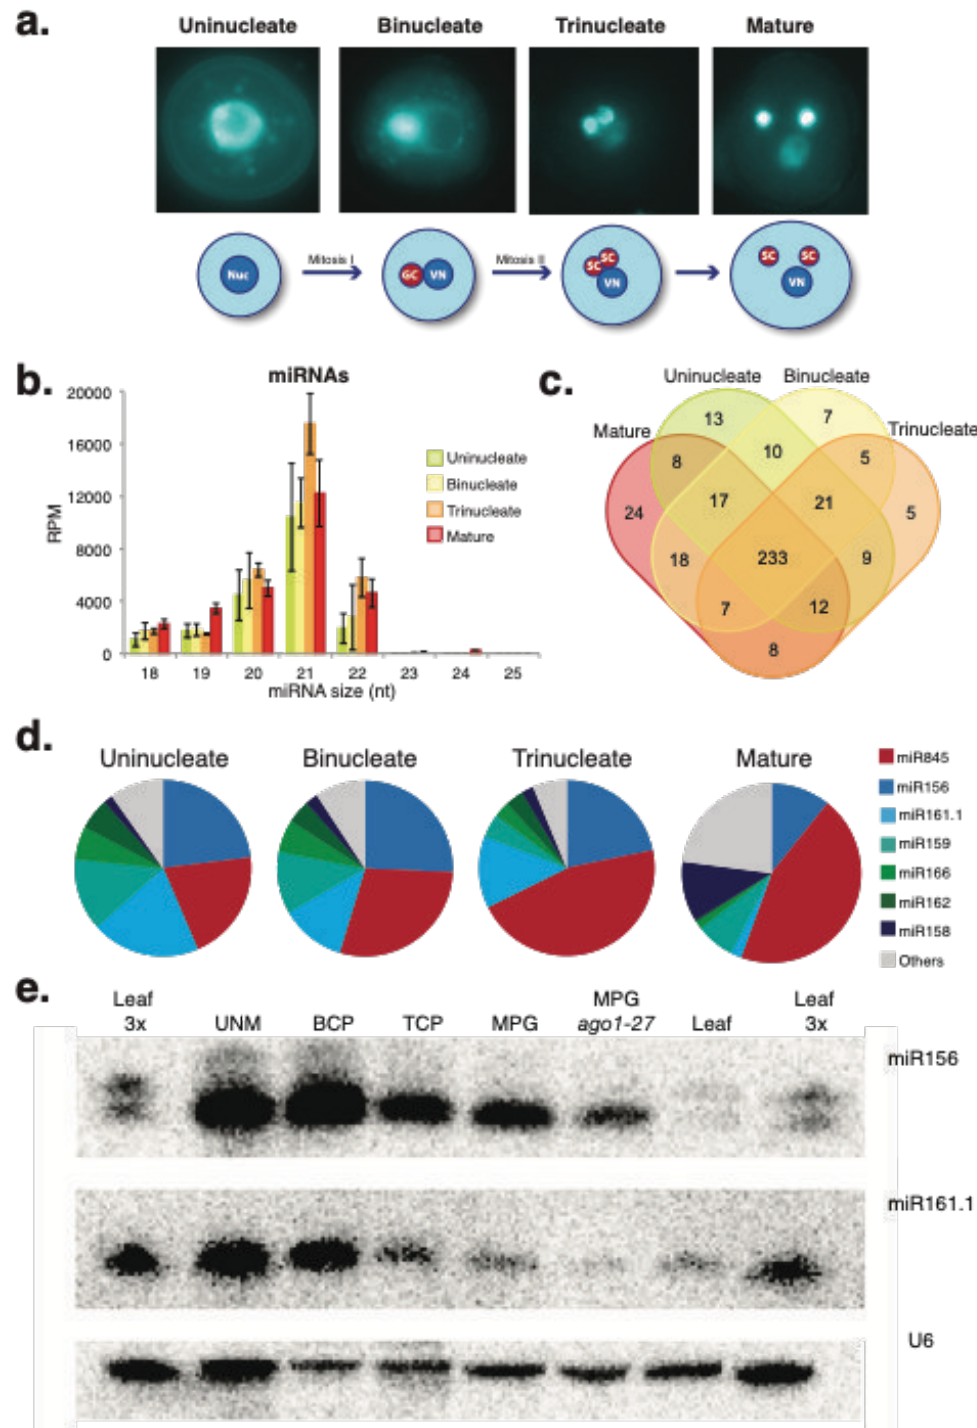 a.
Uninucleate Binucleate Trinucleate Mature
Mitosis I Mitosis II
Nuc GC VN SC SC VN SC SC VN
b.
miRNAs
RPM
20000
16000
12000
8000
4000
0
18 19 20 21 22 23 24 25
miRNA size (nt)
Uninucleate
Binucleate
Trinucleate
Mature
c.
Uninucleate Binucleate
Mature Trinucleate
13 7
8 10 5
24 17 21 5
18 233 9
7 12
8
d.
Uninucleate Binucleate Trinucleate Mature
miR845
miR156
miR161.1
miR159
miR166
miR162
miR158
Others
e.
Leaf MPG Leaf
3x UNM BCP TCP MPG ago1-27 Leaf 3x
miR156
miR161.1
U6